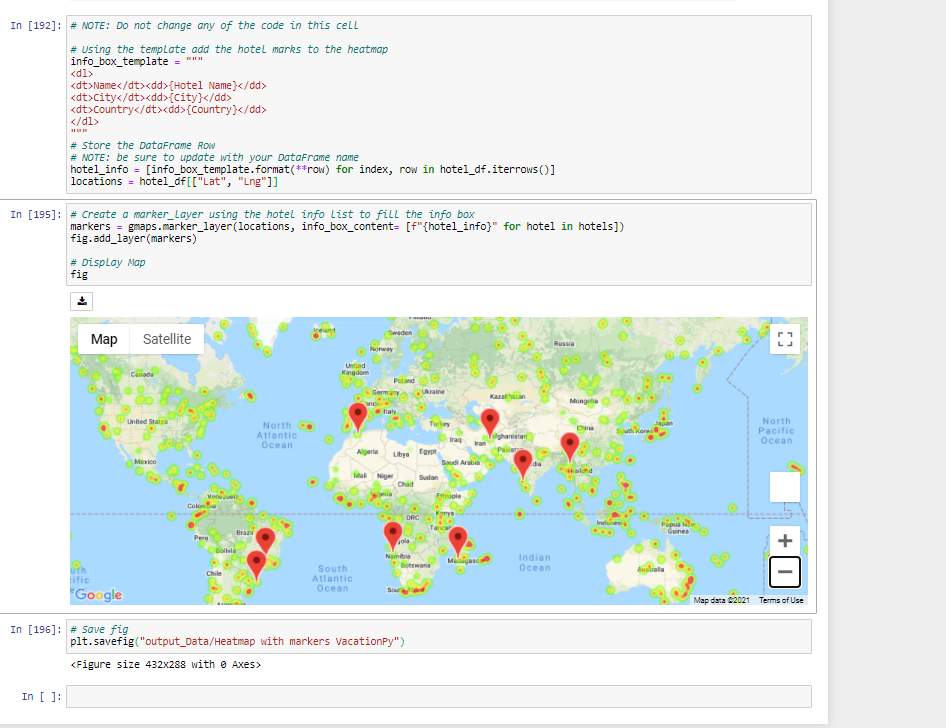 In [192]:
# NOTE: Do not change any of the code in this cell
# Using the template add the hotel marks to the heatmap
info_box_template = """
<dl>
<dt>Name</dt><dd>{Hotel Name}</dd>
<dt>City</dt><dd>{City}</dd>
<dt>Country</dt><dd>{Country}</dd>
</dl>
"""
# Store the DataFrame Row
# NOTE: be sure to update with your DataFrame name
hotel_info = [info_box_template.format(**row) for index, row in hotel_df.iterrows()]
locations = hotel_df[["Lat", "Lng"]]
In [195]:
# Create a marker_layer using the hotel info list to fill the info box
markers = gmaps.marker_layer(locations, info_box_content= [f"{hotel_info}" for hotel in hotels])
fig.add_layer(markers)
# Display Map
fig
Map
Satellite
Iceland
Sweden
Norway
Russia
Canada
United
Kingdom
Poland
Germany
Ukraine
Kazakhstan
Mongolia
Italy
United States
North
Atlantic
Ocean
Turkey
Iraq
Iran
Afghanistan
China
South Korea
Japan
North
Pacific
Ocean
Algeria
Libya
Egypt
Saudi Arabia
Mexico
Mali
Niger
Chad
Sudan
Thailand
Ethiopia
Venezuela
Colombia
DRC
Kenya
Indonesia
Papua New
Guinea
Peru
Brazil
Bolivia
Namibia
Botswana
Madagascar
Indian
Ocean
Chile
South
Atlantic
Ocean
Australia
Google
Map data ©2021
Terms of Use
In [196]:
# Save fig
plt.savefig("output_Data/Heatmap with markers VacationPy")
<Figure size 432x288 with 0 Axes>
In [ ]: